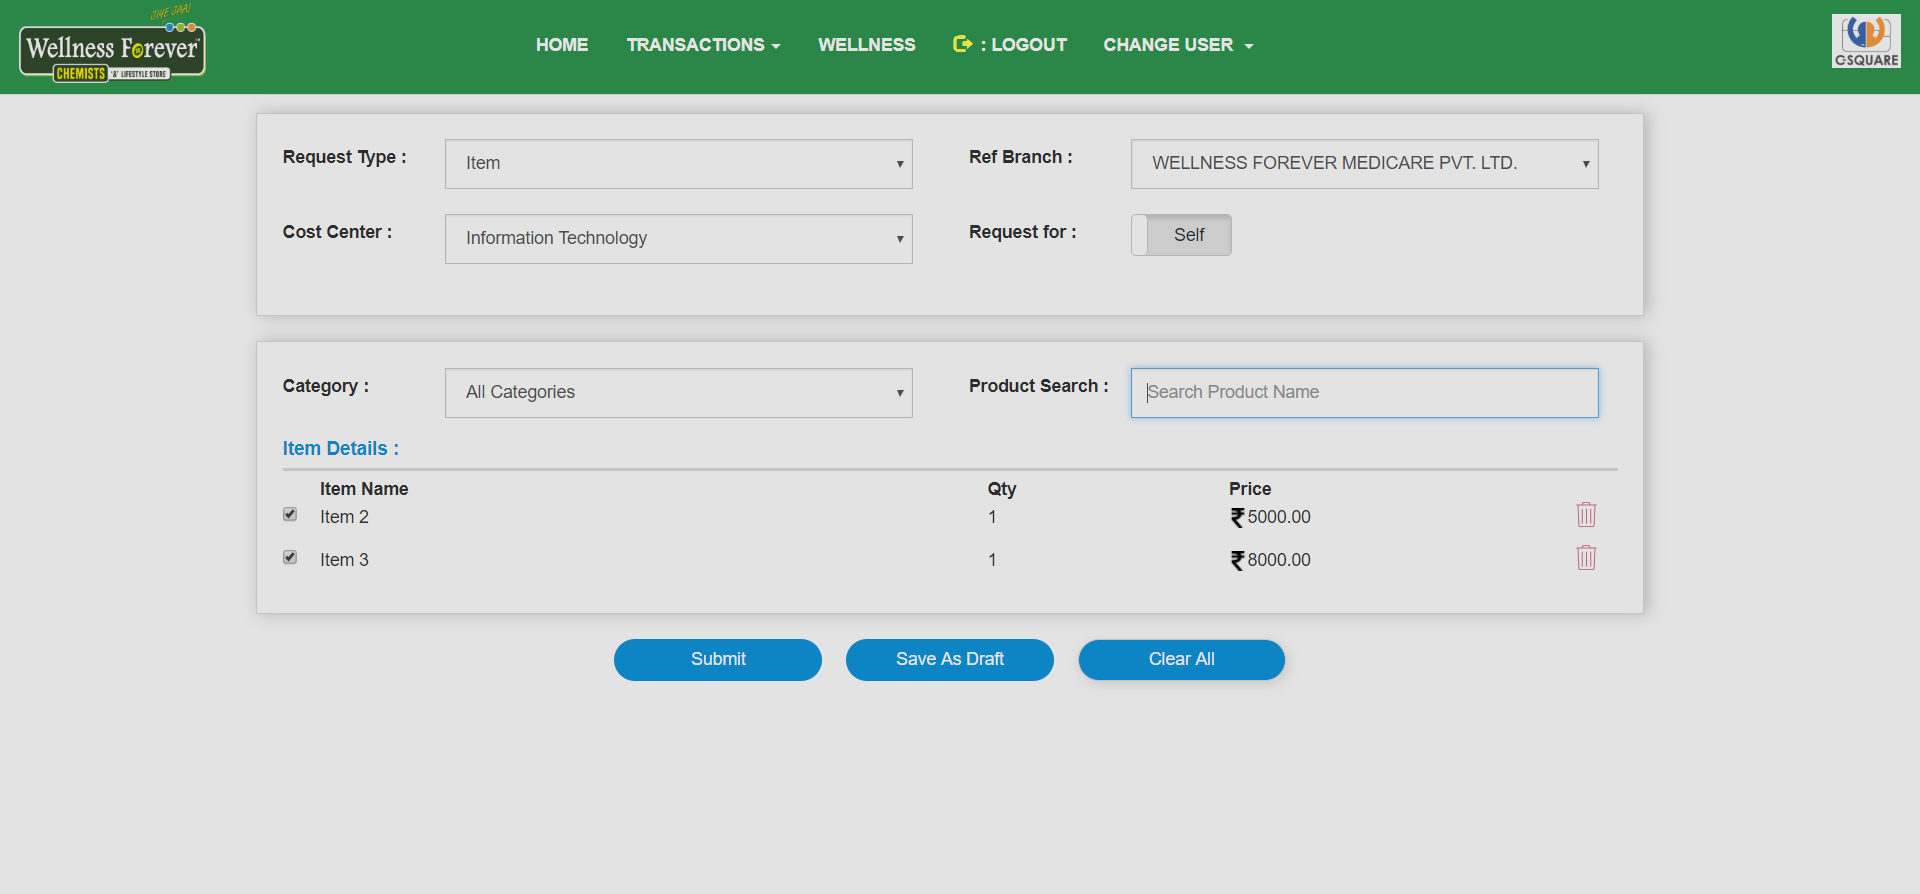 JIYE JAA!
Wellness Forever
CHEMISTS '&' LIFESTYLE STORE
HOME TRANSACTIONS WELLNESS : LOGOUT CHANGE USER
C-SQUARE
Request Type : Item Ref Branch : WELLNESS FOREVER MEDICARE PVT. LTD.
Cost Center : Information Technology Request for : Self
Category : All Categories Product Search : Search Product Name
Item Details :
Item Name Qty Price
Item 2 1 ₹5000.00
Item 3 1 ₹8000.00
Submit Save As Draft Clear All